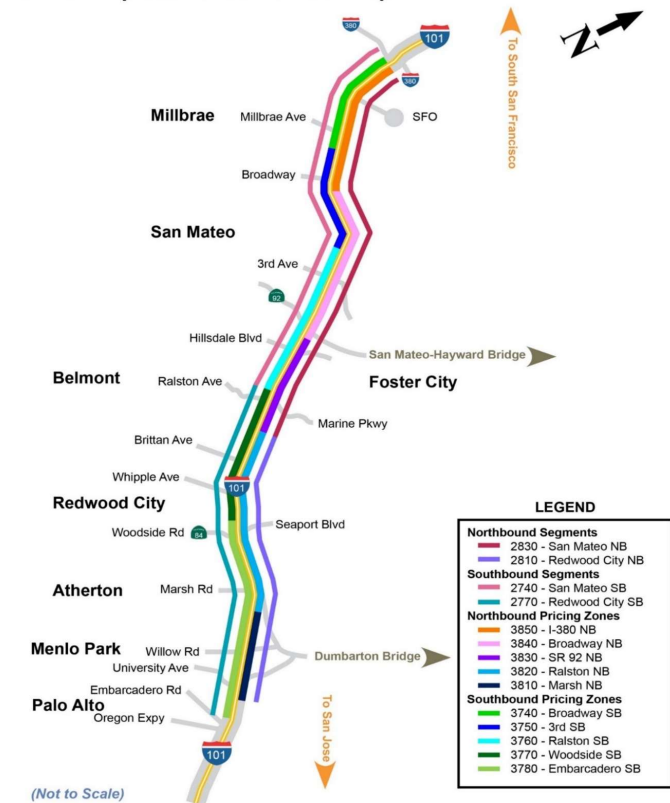 380
101
To South San Francisco
N
380
Millbrae
Millbrae Ave
SFO
Broadway
San Mateo
3rd Ave
92
Hillsdale Blvd
San Mateo-Hayward Bridge
Belmont
Ralston Ave
Foster City
Marine Pkwy
Brittan Ave
Whipple Ave
101
Redwood City
Woodside Rd
84
Seaport Blvd
Atherton
Marsh Rd
Menlo Park
Willow Rd
Dumbarton Bridge
University Ave
Embarcadero Rd
Palo Alto
Oregon Expy
To San Jose
101
(Not to Scale)
LEGEND
Northbound Segments
2830 - San Mateo NB
2810 - Redwood City NB
Southbound Segments
2740 - San Mateo SB
2770 - Redwood City SB
Northbound Pricing Zones
3850 - I-380 NB
3840 - Broadway NB
3830 - SR 92 NB
3820 - Ralston NB
3810 - Marsh NB
Southbound Pricing Zones
3740 - Broadway SB
3750 - 3rd SB
3760 - Ralston SB
3770 - Woodside SB
3780 - Embarcadero SB